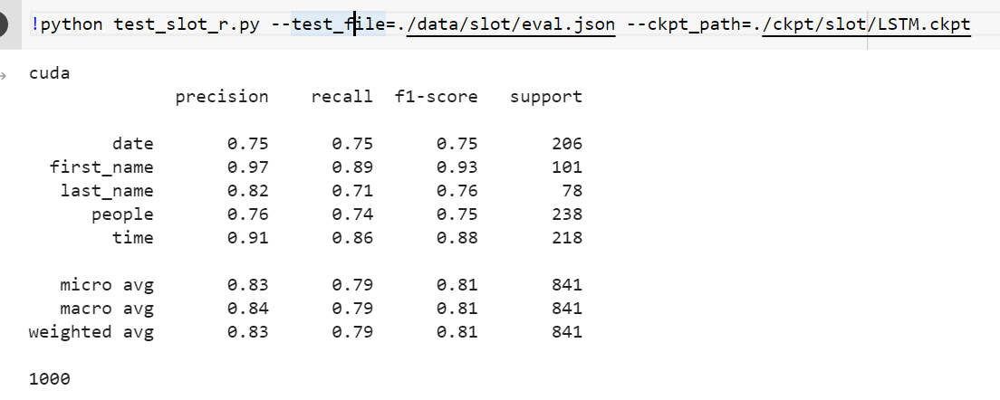 !python test_slot_r.py --test_file=./data/slot/eval.json --ckpt_path=./ckpt/slot/LSTM.ckpt
cuda
precision recall f1-score support
date 0.75 0.75 0.75 206
first_name 0.97 0.89 0.93 101
last_name 0.82 0.71 0.76 78
people 0.76 0.74 0.75 238
time 0.91 0.86 0.88 218
micro avg 0.83 0.79 0.81 841
macro avg 0.84 0.79 0.81 841
weighted avg 0.83 0.79 0.81 841
1000